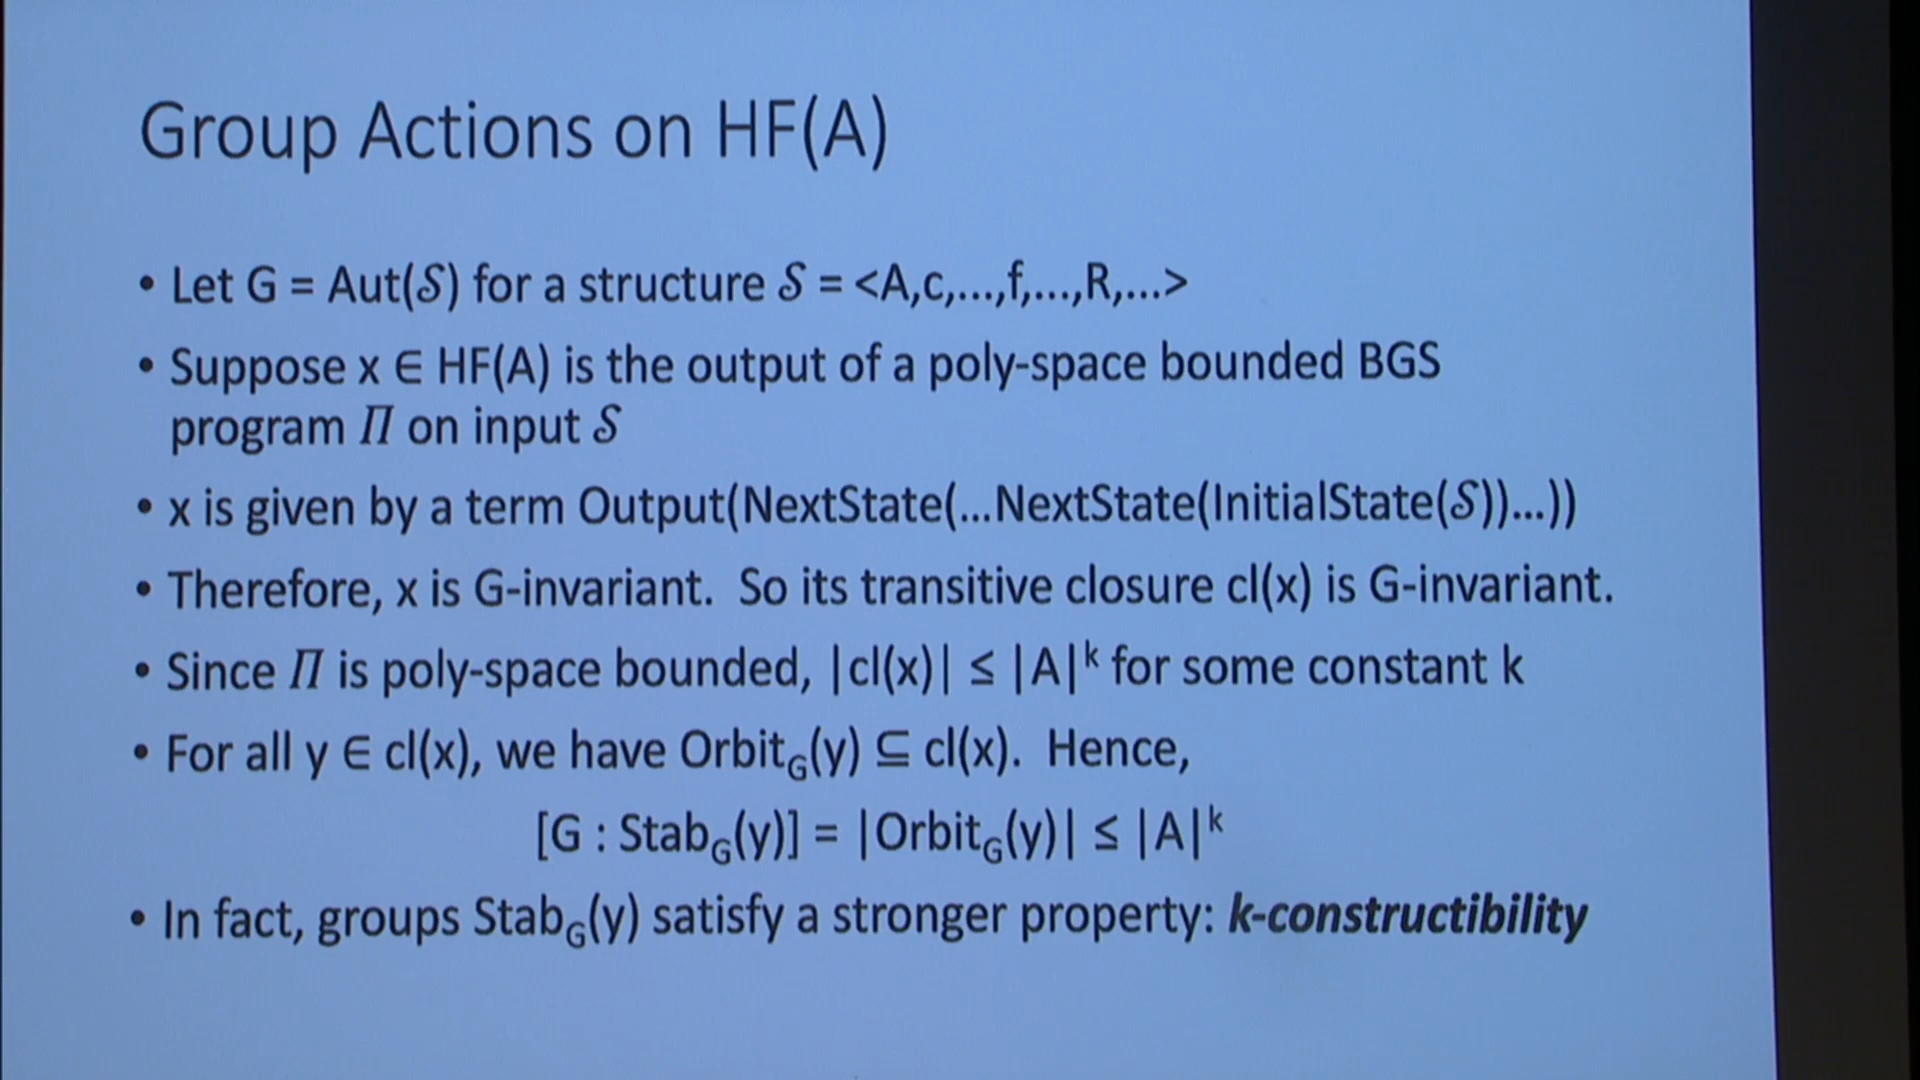 Group Actions on HF(A)
• Let G = Aut(𝒮) for a structure 𝒮 = <A,c,...,f,...,R,...>
• Suppose x ∈ HF(A) is the output of a poly-space bounded BGS
program Π on input 𝒮
• x is given by a term Output(NextState(...NextState(InitialState(𝒮))...))
• Therefore, x is G-invariant. So its transitive closure cl(x) is G-invariant.
• Since Π is poly-space bounded, |cl(x)| ≤ |A|ᵏ for some constant k
• For all y ∈ cl(x), we have Orbit_G(y) ⊆ cl(x). Hence,
[G : Stab_G(y)] = |Orbit_G(y)| ≤ |A|ᵏ
• In fact, groups Stab_G(y) satisfy a stronger property: k-constructibility